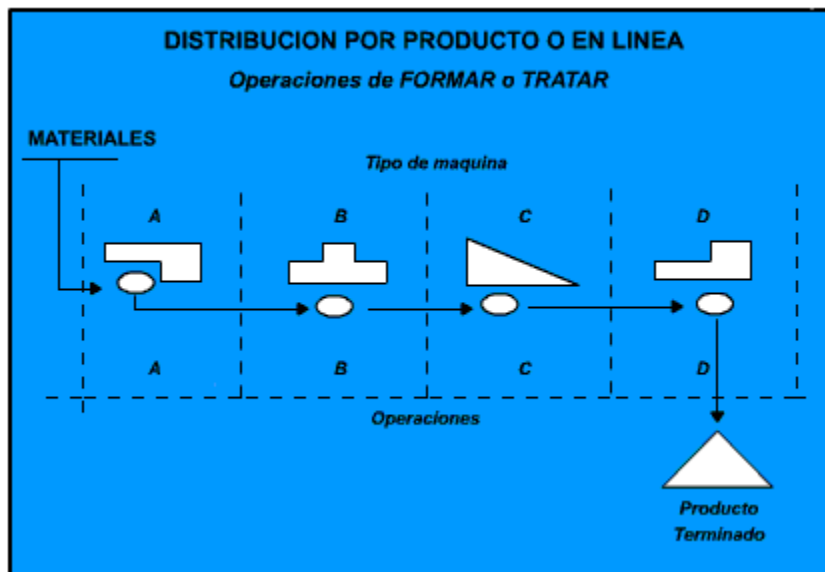 DISTRIBUCION POR PRODUCTO O EN LINEA
Operaciones de FORMAR o TRATAR
MATERIALES
Tipo de maquina
A B C D
A B C D
Operaciones
Producto
Terminado